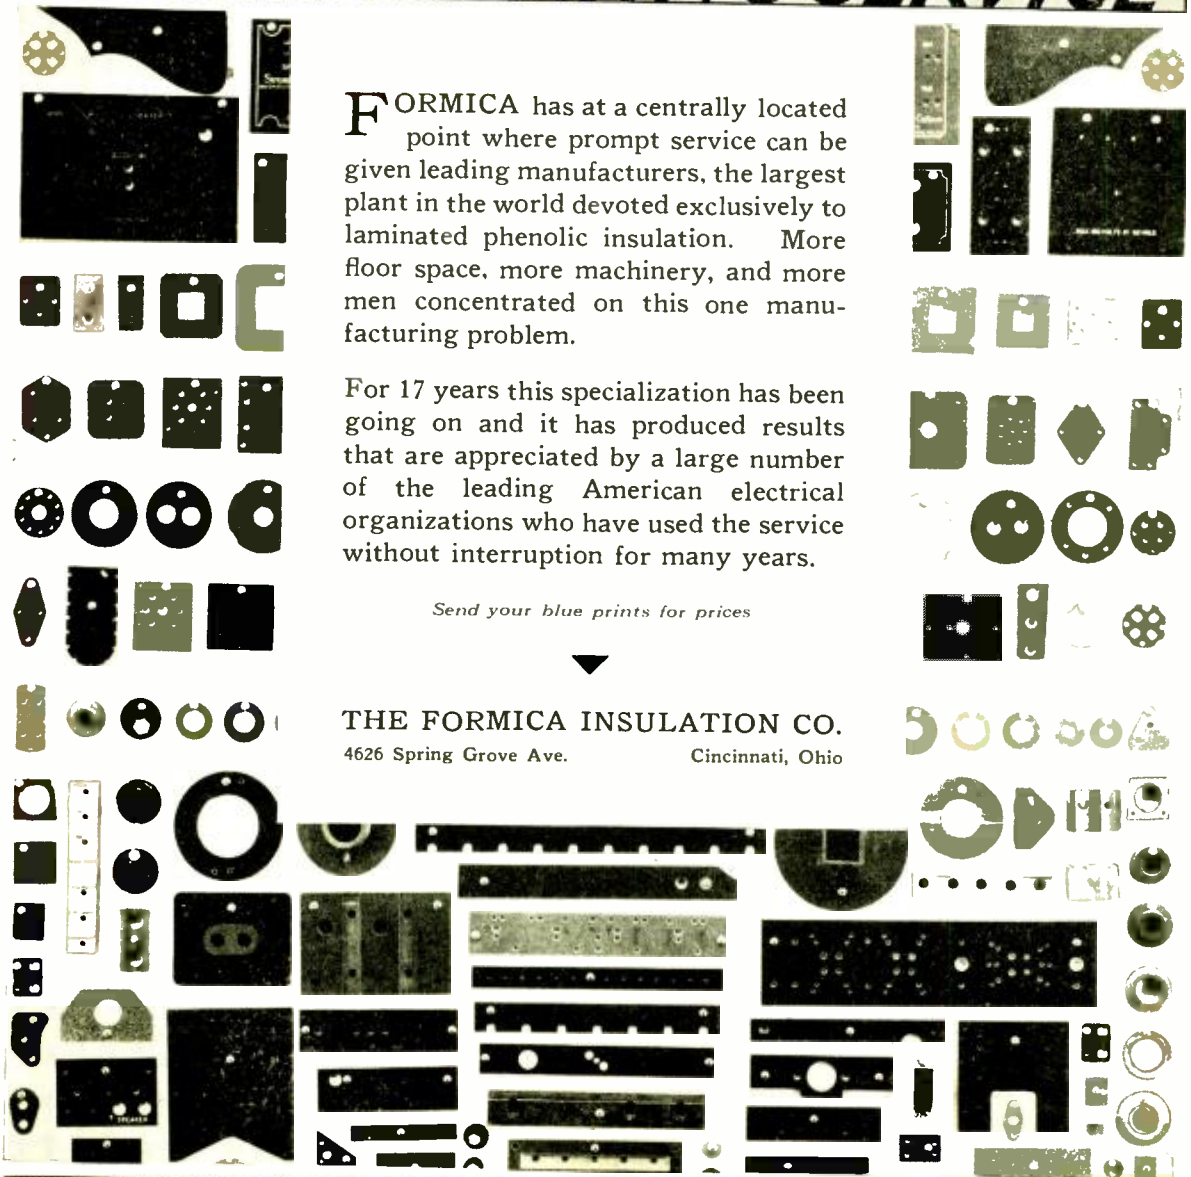 FORMICA has at a centrally located
point where prompt service can be
given leading manufacturers, the largest
plant in the world devoted exclusively to
laminated phenolic insulation. More
floor space, more machinery, and more
men concentrated on this one manu-
facturing problem.
For 17 years this specialization has been
going on and it has produced results
that are appreciated by a large number
of the leading American electrical
organizations who have used the service
without interruption for many years.
Send your blue prints for prices
THE FORMICA INSULATION CO.
4626 Spring Grove Ave. Cincinnati, Ohio
SPEAKER